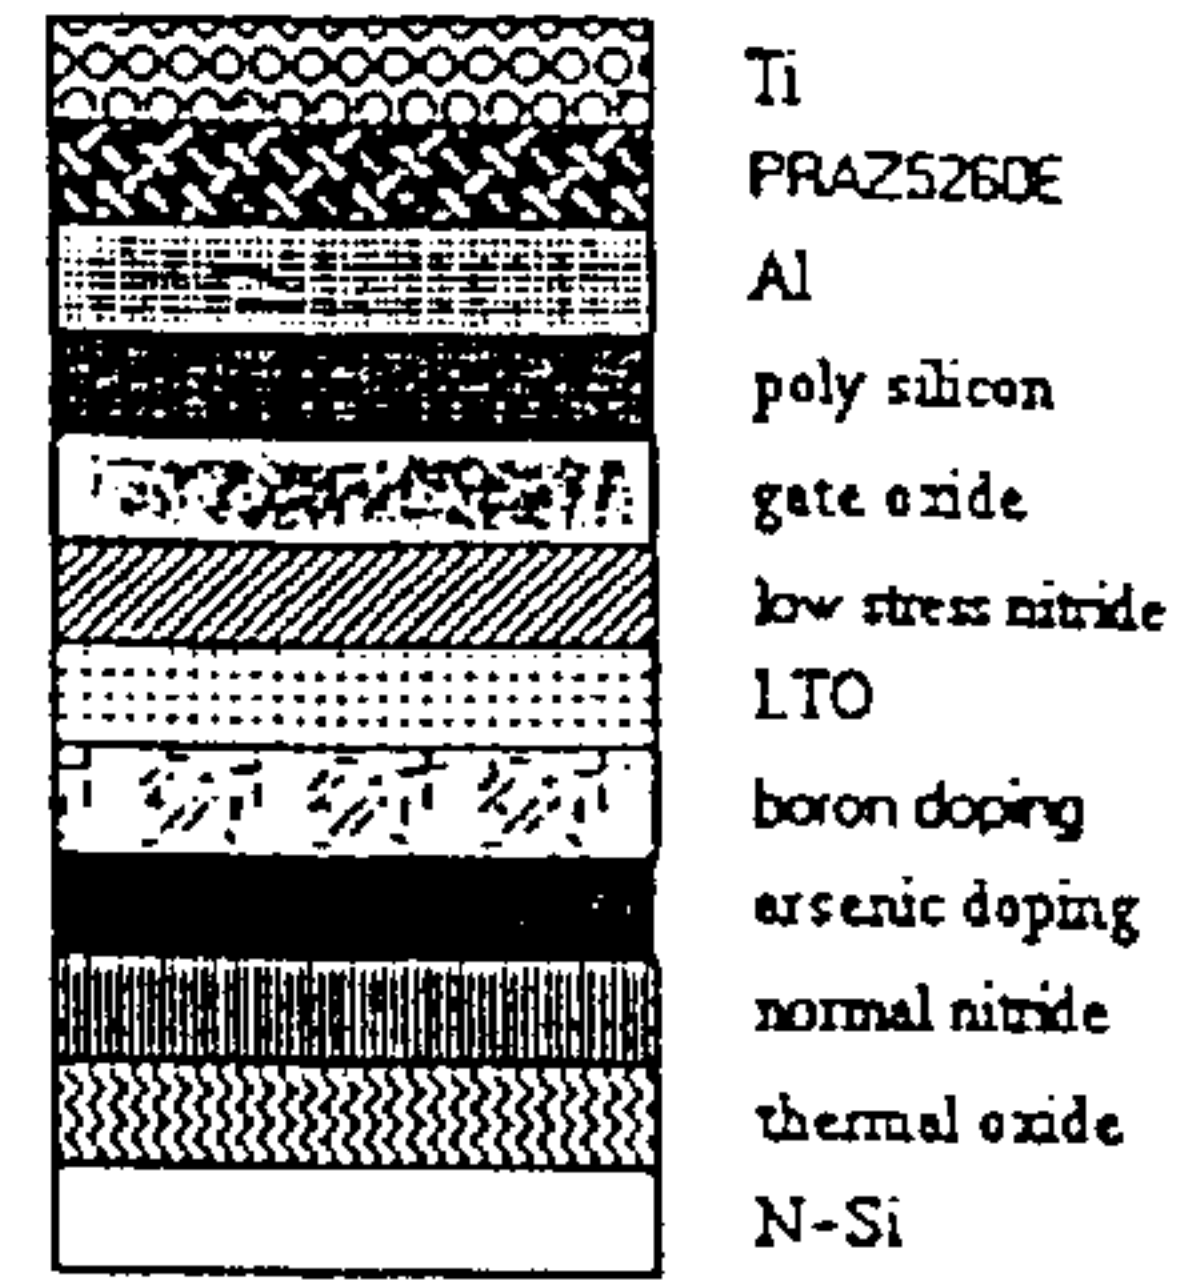 Ti
PRAZ5260E
Al
poly silicon
gate oxide
low stress nitride
LTO
boron doping
arsenic doping
normal nitride
thermal oxide
N-Si